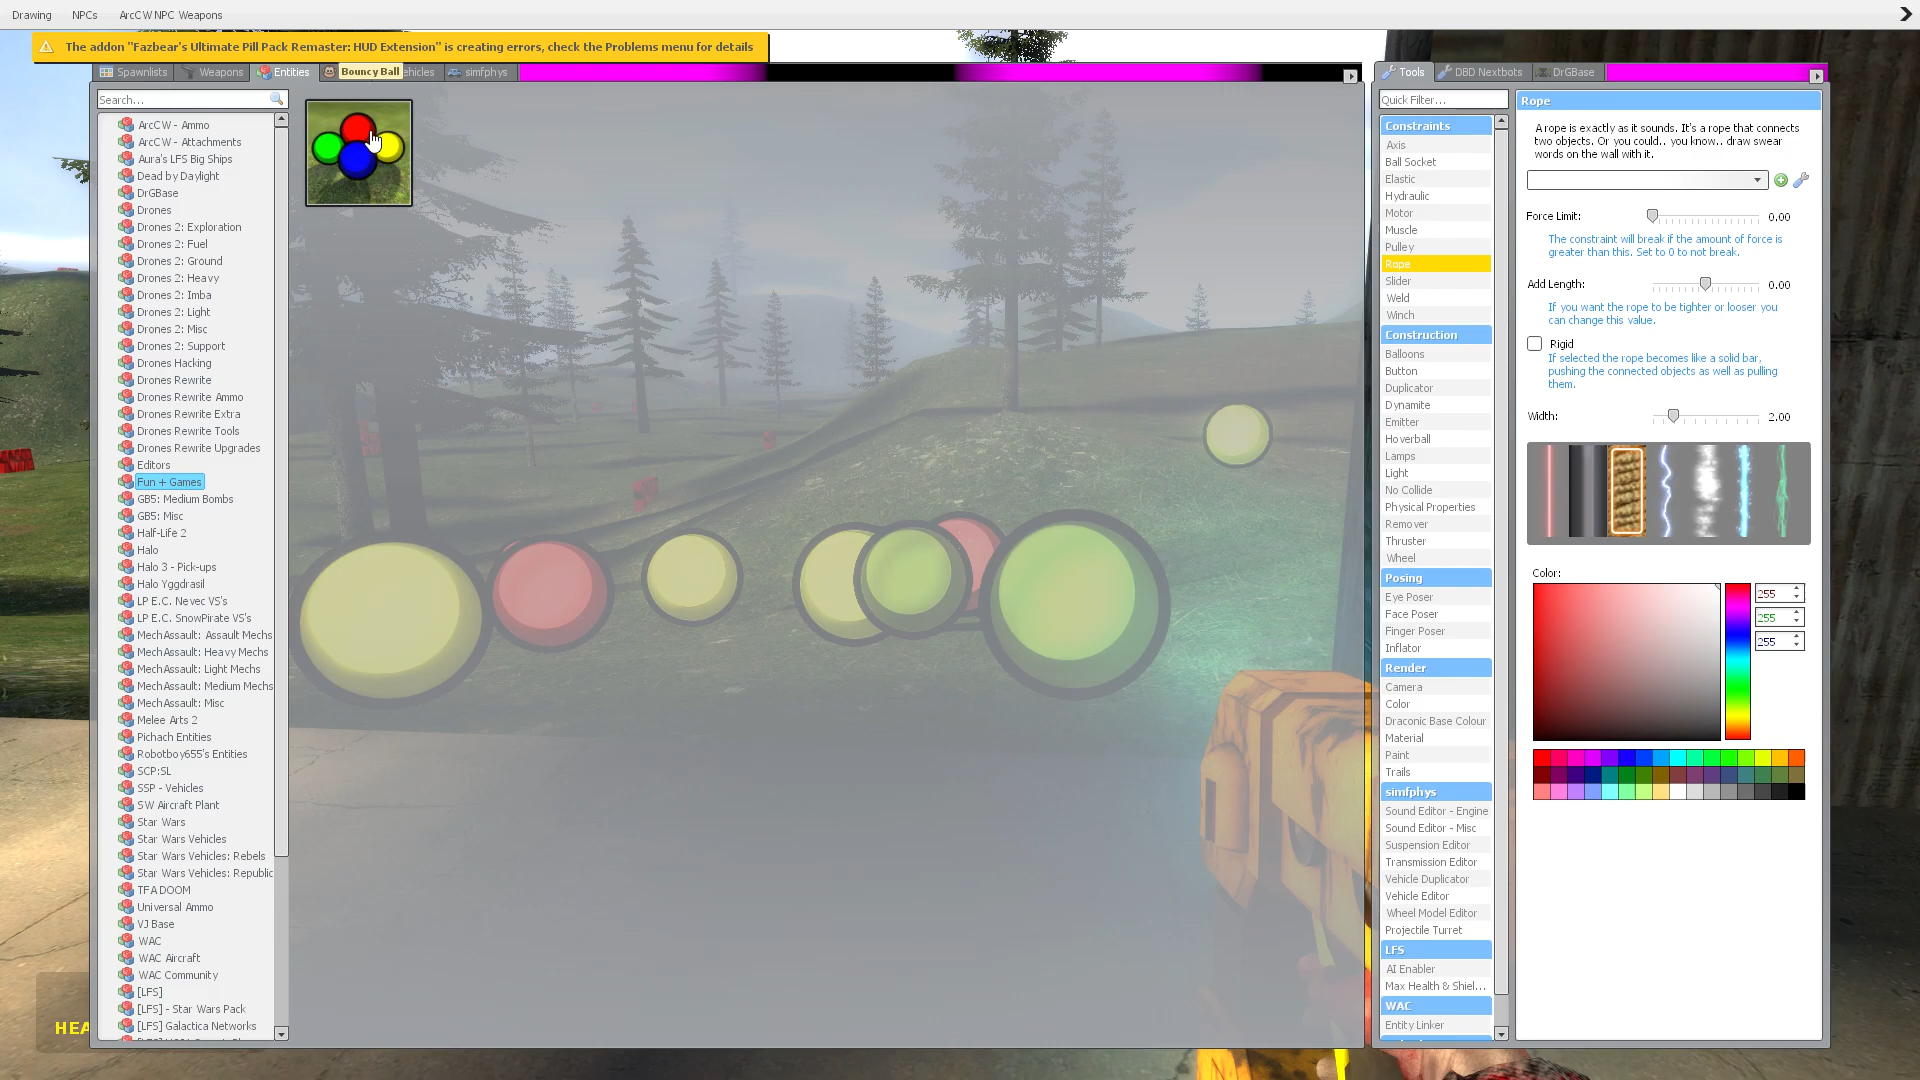 Drawing NPCs ArcCW NPC Weapons
The addon "Fazbear's Ultimate Pill Pack Remaster: HUD Extension" is creating errors, check the Problems menu for details
Spawnlists Weapons Entities Bouncy Ball hicles simfphys
Search...
ArcCW - Ammo
ArcCW - Attachments
Aura's LFS Big Ships
Dead by Daylight
DrGBase
Drones
Drones 2: Exploration
Drones 2: Fuel
Drones 2: Ground
Drones 2: Heavy
Drones 2: Imba
Drones 2: Light
Drones 2: Misc
Drones 2: Support
Drones Hacking
Drones Rewrite
Drones Rewrite Ammo
Drones Rewrite Extra
Drones Rewrite Tools
Drones Rewrite Upgrades
Editors
Fun + Games
GB5: Medium Bombs
GB5: Misc
Half-Life 2
Halo
Halo 3 - Pick-ups
Halo Yggdrasil
LP E.C. Nevec VS's
LP E.C. SnowPirate VS's
MechAssault: Assault Mechs
MechAssault: Heavy Mechs
MechAssault: Light Mechs
MechAssault: Medium Mechs
MechAssault: Misc
Melee Arts 2
Pichach Entities
Robotboy655's Entities
SCP:SL
SSP - Vehicles
SW Aircraft Plant
Star Wars
Star Wars Vehicles
Star Wars Vehicles: Rebels
Star Wars Vehicles: Republic
TFA DOOM
Universal Ammo
VJ Base
WAC
WAC Aircraft
WAC Community
[LFS]
[LFS] - Star Wars Pack
[LFS] Galactica Networks
HEA
Tools DBD Nextbots DrGBase
Quick Filter...
Constraints
Axis
Ball Socket
Elastic
Hydraulic
Motor
Muscle
Pulley
Rope
Slider
Weld
Winch
Construction
Balloons
Button
Duplicator
Dynamite
Emitter
Hoverball
Lamps
Light
No Collide
Physical Properties
Remover
Thruster
Wheel
Posing
Eye Poser
Face Poser
Finger Poser
Inflator
Render
Camera
Color
Draconic Base Colour
Material
Paint
Trails
simfphys
Sound Editor - Engine
Sound Editor - Misc
Suspension Editor
Transmission Editor
Vehicle Duplicator
Vehicle Editor
Wheel Model Editor
Projectile Turret
LFS
AI Enabler
Max Health & Shiel...
WAC
Entity Linker
Rope
A rope is exactly as it sounds. It's a rope that connects
two objects. Or you could.. you know.. draw swear
words on the wall with it.
Force Limit: 0.00
The constraint will break if the amount of force is
greater than this. Set to 0 to not break.
Add Length: 0.00
If you want the rope to be tighter or looser you
can change this value.
Rigid
If selected the rope becomes like a solid bar,
pushing the connected objects as well as pulling
them.
Width: 2.00
Color:
255
255
255